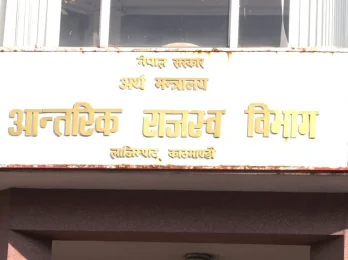 नेपाल सरकार
अर्थ मन्त्रालय
आन्तरिक राजस्व विभाग
लाजिम्पाट, काठमाण्डौ